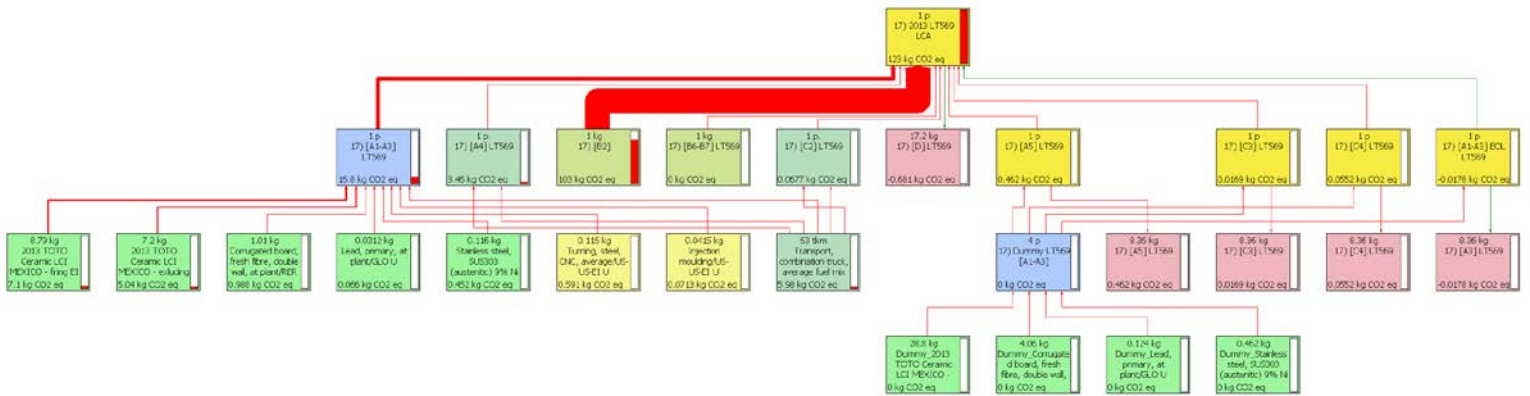 1 p
17) 2013 LT569
LCA
123 kg CO2 eq
1 p
17) [A1-A3]
LT569
15.8 kg CO2 eq
1 p
17) [A4] LT569
3.46 kg CO2 eq
1 kg
17) [B2]
103 kg CO2 eq
1 kg
17) [B6-B7] LT569
0 kg CO2 eq
1 p
17) [C2] LT569
0.0677 kg CO2 eq
17.2 kg
17) [D] LT569
-0.681 kg CO2 eq
1 p
17) [A5] LT569
0.462 kg CO2 eq
1 p
17) [C3] LT569
0.0169 kg CO2 eq
1 p
17) [C4] LT569
0.0552 kg CO2 eq
1 p
17) [A1-A3] EOL
LT569
-0.0178 kg CO2 eq
8.79 kg
2013 TOTO
Ceramic LCI
MEXICO - firing EI
7.1 kg CO2 eq
7.2 kg
2013 TOTO
Ceramic LCI
MEXICO - exluding
5.04 kg CO2 eq
1.01 kg
Corrugated board,
fresh fibre, double
wall, at plant/RER
0.988 kg CO2 eq
0.0312 kg
Lead, primary, at
plant/GLO U
0.066 kg CO2 eq
0.116 kg
Stainless steel,
SUS303
(austenitic) 9% Ni
0.452 kg CO2 eq
0.115 kg
Turning, steel,
CNC, average/US-
US-EI U
0.591 kg CO2 eq
0.0415 kg
Injection
moulding/US-
US-EI U
0.0713 kg CO2 eq
63 tkm
Transport,
combination truck,
average fuel mix
5.98 kg CO2 eq
4 p
17) Dummy LT569
[A1-A3]
0 kg CO2 eq
8.36 kg
17) [A5] LT569
0.462 kg CO2 eq
8.36 kg
17) [C3] LT569
0.0169 kg CO2 eq
8.36 kg
17) [C4] LT569
0.0552 kg CO2 eq
8.36 kg
17) [A3] LT569
-0.0178 kg CO2 eq
28.8 kg
Dummy_2013
TOTO Ceramic
LCI MEXICO -
0 kg CO2 eq
4.06 kg
Dummy_Corrugate
d board, fresh
fibre, double wall,
0 kg CO2 eq
0.124 kg
Dummy_Lead,
primary, at
plant/GLO U
0 kg CO2 eq
0.462 kg
Dummy_Stainless
steel, SUS303
(austenitic) 9% Ni
0 kg CO2 eq